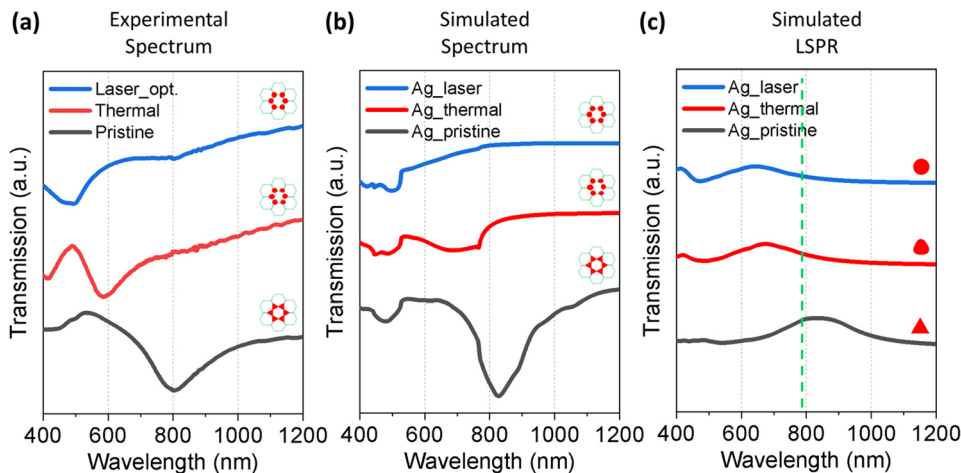 (a)
Experimental
Spectrum
Laser_opt.
Thermal
Pristine
Transmission (a.u.)
400 600 800 1000 1200
Wavelength (nm)
(b)
Simulated
Spectrum
Ag_laser
Ag_thermal
Ag_pristine
Transmission (a.u.)
400 600 800 1000 1200
Wavelength (nm)
(c)
Simulated
LSPR
Ag_laser
Ag_thermal
Ag_pristine
Transmission (a.u.)
400 600 800 1000 1200
Wavelength (nm)